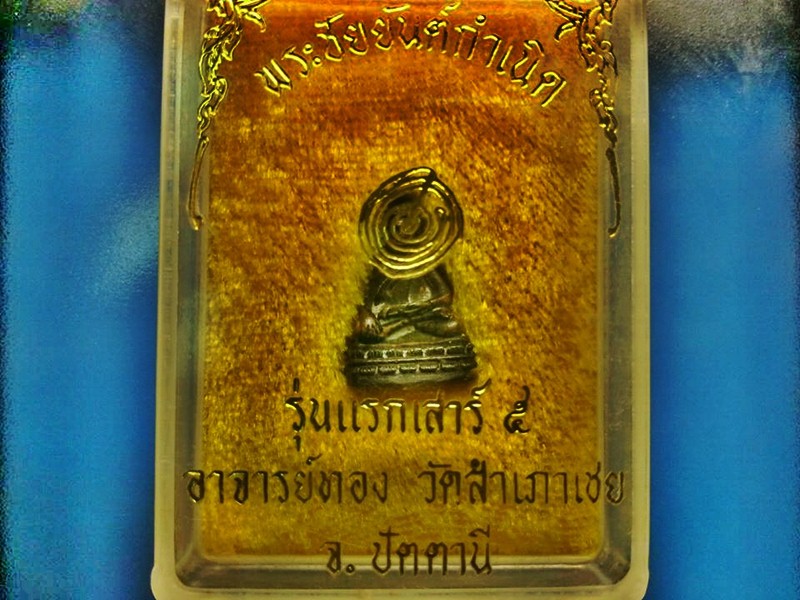 พระชัยยันต์กำเนิด
รุ่นแรกเสาร์ ๕
อาจารย์ทอง วัดสำเภาเชย
จ. ปัตตานี